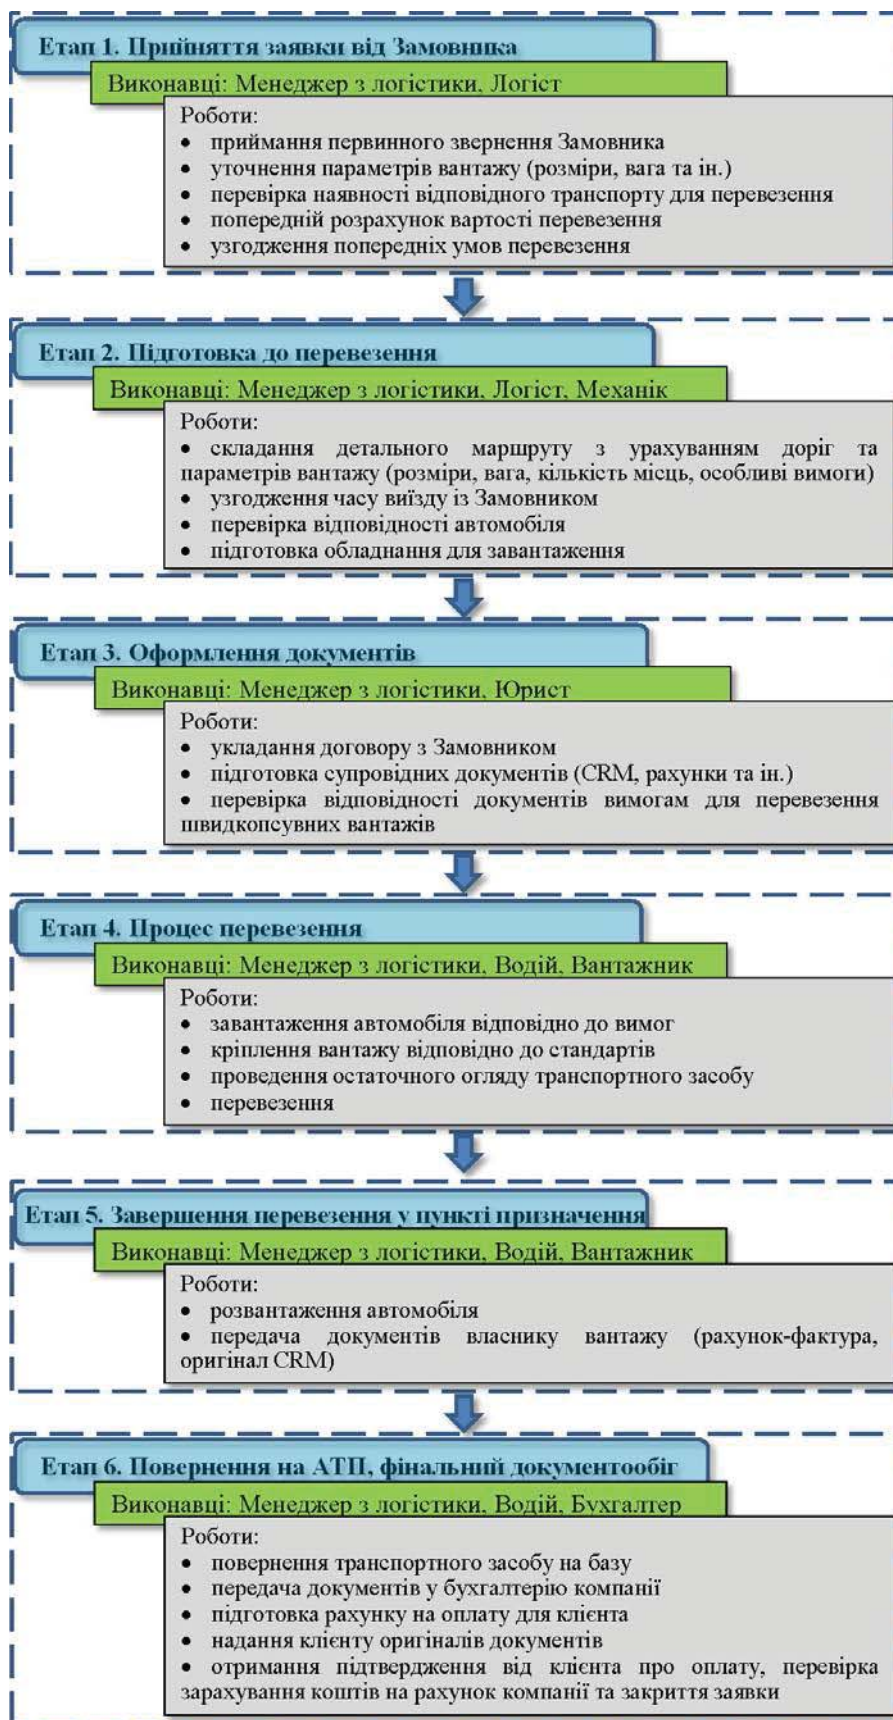 Етап 1. Прийняття заявки від Замовника
Виконавці: Менеджер з логістики, Логіст
Роботи:
• приймання первинного звернення Замовника
• уточнення параметрів вантажу (розміри, вага та ін.)
• перевірка наявності відповідного транспорту для перевезення
• попередній розрахунок вартості перевезення
• узгодження попередніх умов перевезення
Етап 2. Підготовка до перевезення
Виконавці: Менеджер з логістики, Логіст, Механік
Роботи:
• складання детального маршруту з урахуванням доріг та
параметрів вантажу (розміри, вага, кількість місць, особливі вимоги)
• узгодження часу виїзду із Замовником
• перевірка відповідності автомобіля
• підготовка обладнання для завантаження
Етап 3. Оформлення документів
Виконавці: Менеджер з логістики, Юрист
Роботи:
• укладання договору з Замовником
• підготовка супровідних документів (CRM, рахунки та ін.)
• перевірка відповідності документів вимогам для перевезення
швидкопсувних вантажів
Етап 4. Процес перевезення
Виконавці: Менеджер з логістики, Водій, Вантажник
Роботи:
• завантаження автомобіля відповідно до вимог
• кріплення вантажу відповідно до стандартів
• проведення остаточного огляду транспортного засобу
• перевезення
Етап 5. Завершення перевезення у пункті призначення
Виконавці: Менеджер з логістики, Водій, Вантажник
Роботи:
• розвантаження автомобіля
• передача документів власнику вантажу (рахунок-фактура,
оригінал CRM)
Етап 6. Повернення на АТП, фінальний документообіг
Виконавці: Менеджер з логістики, Водій, Бухгалтер
Роботи:
• повернення транспортного засобу на базу
• передача документів у бухгалтерію компанії
• підготовка рахунку на оплату для клієнта
• надання клієнту оригіналів документів
• отримання підтвердження від клієнта про оплату, перевірка
зарахування коштів на рахунок компанії та закриття заявки